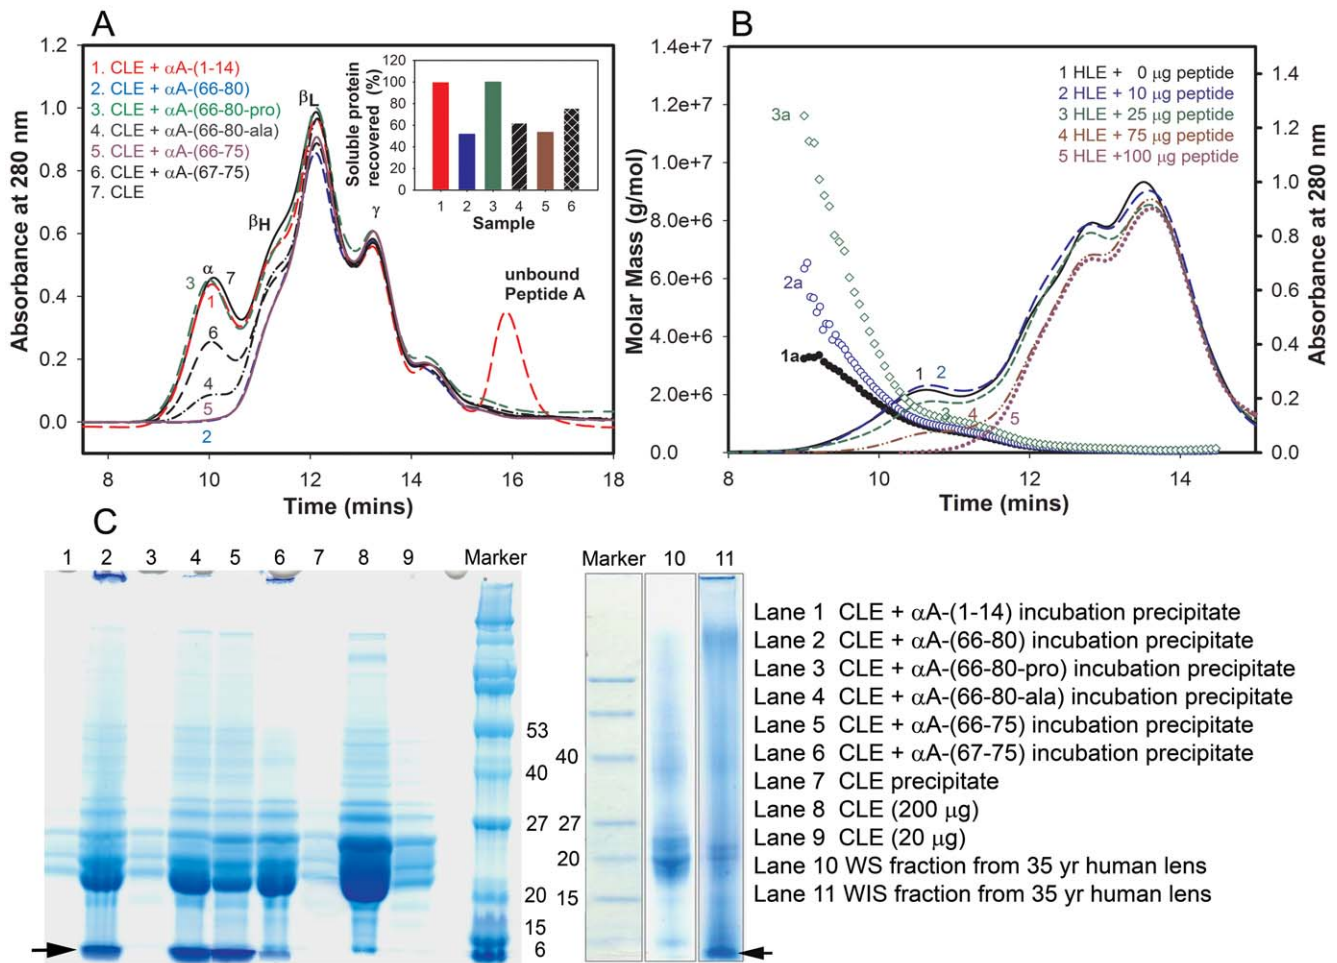 A
Absorbance at 280 nm
1.2
1.0
0.8
0.6
0.4
0.2
0.0
1. CLE + αA-(1-14)
2. CLE + αA-(66-80)
3 CLE + αA-(66-80-pro)
4 CLE + αA-(66-80-ala)
5. CLE + αA-(66-75)
6. CLE + αA-(67-75)
7. CLE
βL
βH
α
γ
3
7
1
6
4
5
2
unbound
Peptide A
Soluble protein
recovered (%)
120
100
80
60
40
20
0
1 2 3 4 5 6
Sample
8 10 12 14 16 18
Time (mins)
B
Molar Mass (g/mol)
1.4e+7
1.2e+7
1.0e+7
8.0e+6
6.0e+6
4.0e+6
2.0e+6
0.0
1 HLE + 0 μg peptide
2 HLE + 10 μg peptide
3 HLE + 25 μg peptide
4 HLE + 75 μg peptide
5 HLE +100 μg peptide
3a
2a
1a
1 2
3 4 5
1.4
1.2
1.0
0.8
0.6
0.4
0.2
0.0
Absorbance at 280 nm
8 10 12 14
Time (mins)
C
1 2 3 4 5 6 7 8 9 Marker
53
40
27
20
15
6
Marker 10 11
40
27
20
15
Lane 1 CLE + αA-(1-14) incubation precipitate
Lane 2 CLE + αA-(66-80) incubation precipitate
Lane 3 CLE + αA-(66-80-pro) incubation precipitate
Lane 4 CLE + αA-(66-80-ala) incubation precipitate
Lane 5 CLE + αA-(66-75) incubation precipitate
Lane 6 CLE + αA-(67-75) incubation precipitate
Lane 7 CLE precipitate
Lane 8 CLE (200 μg)
Lane 9 CLE (20 μg)
Lane 10 WS fraction from 35 yr human lens
Lane 11 WIS fraction from 35 yr human lens